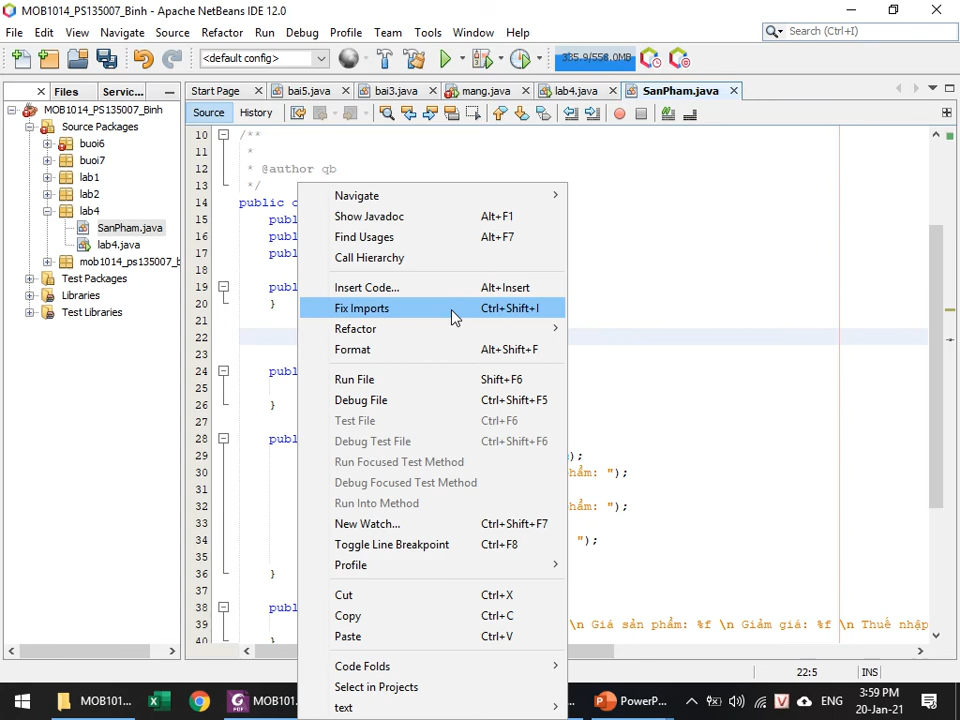 MOB1014_PS135007_Binh - Apache NetBeans IDE 12.0
File Edit View Navigate Source Refactor Run Debug Profile Team Tools Window Help
Search (Ctrl+I)
<default config>
385.9/558.0MB
Files Servic...
Start Page bai5.java bai3.java mang.java lab4.java SanPham.java
Source History
MOB1014_PS135007_Binh
Source Packages
buoi6
buoi7
lab1
lab2
lab4
SanPham.java
lab4.java
mob1014_ps135007_b
Test Packages
Libraries
Test Libraries
10 /**
11 *
12 * @author qb
13 */
14 public c
15 publ
16 publ
17 publ
18
19 publ
20 }
21
22
23
24 publ
25
26 }
27
28 publ
29 );
30 phẩm: ");
31
32 phẩm: ");
33
34 ");
35
36 }
37
38 publ
39 \n Giá sản phẩm: %f \n Giảm giá: %f \n Thuế nhập
40 }
Navigate
Show Javadoc Alt+F1
Find Usages Alt+F7
Call Hierarchy
Insert Code... Alt+Insert
Fix Imports Ctrl+Shift+I
Refactor
Format Alt+Shift+F
Run File Shift+F6
Debug File Ctrl+Shift+F5
Test File Ctrl+F6
Debug Test File Ctrl+Shift+F6
Run Focused Test Method
Debug Focused Test Method
Run Into Method
New Watch... Ctrl+Shift+F7
Toggle Line Breakpoint Ctrl+F8
Profile
Cut Ctrl+X
Copy Ctrl+C
Paste Ctrl+V
Code Folds
Select in Projects
text
22:5 INS
MOB101... MOB101... PowerP... ENG
3:59 PM
20-Jan-21